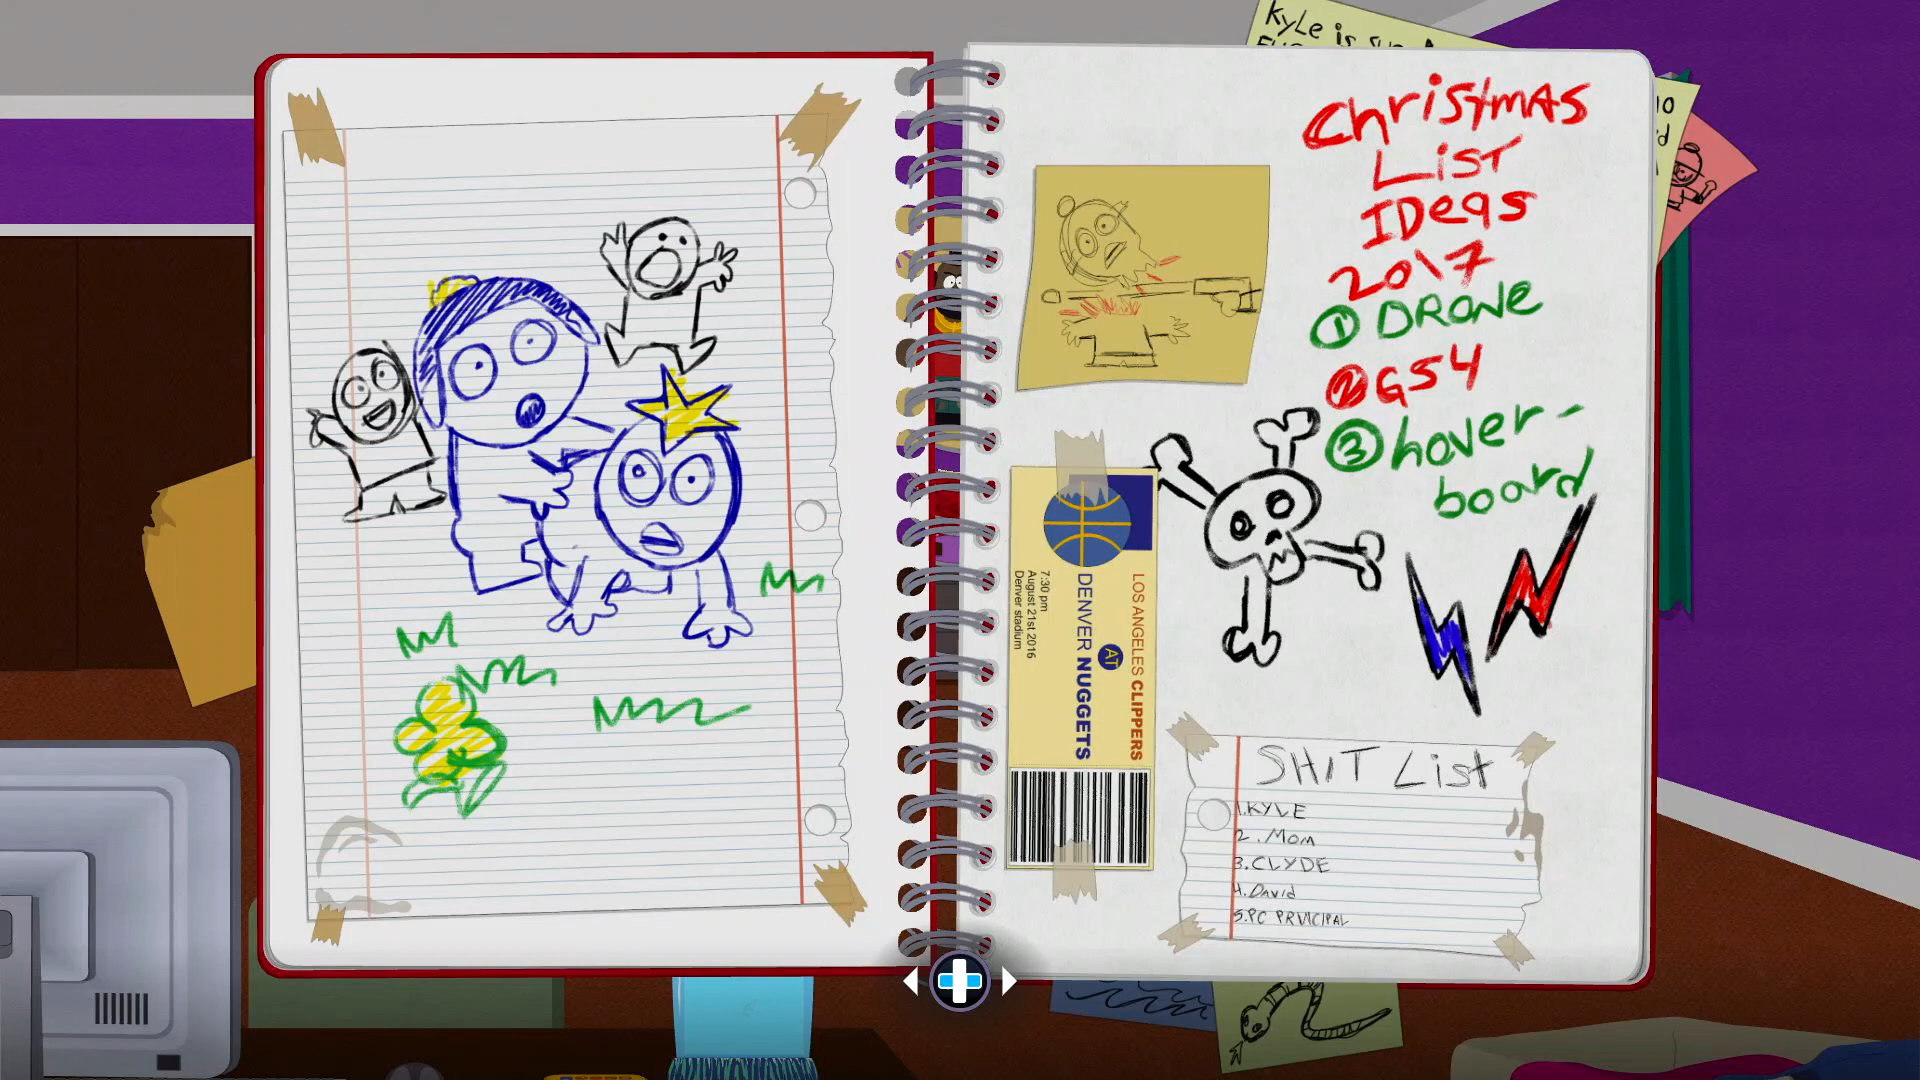 KyLe is
Christmas
List
IDeas
2017
① DRONE
② GS4
③ hover-
board
LOS ANGELES CLIPPERS
AT
DENVER NUGGETS
7:30 pm
August 21st 2016
Denver stadium
SHIT List
1. KYLE
2. Mom
3. CLYDE
4. David
5. PC PRVICIPAL